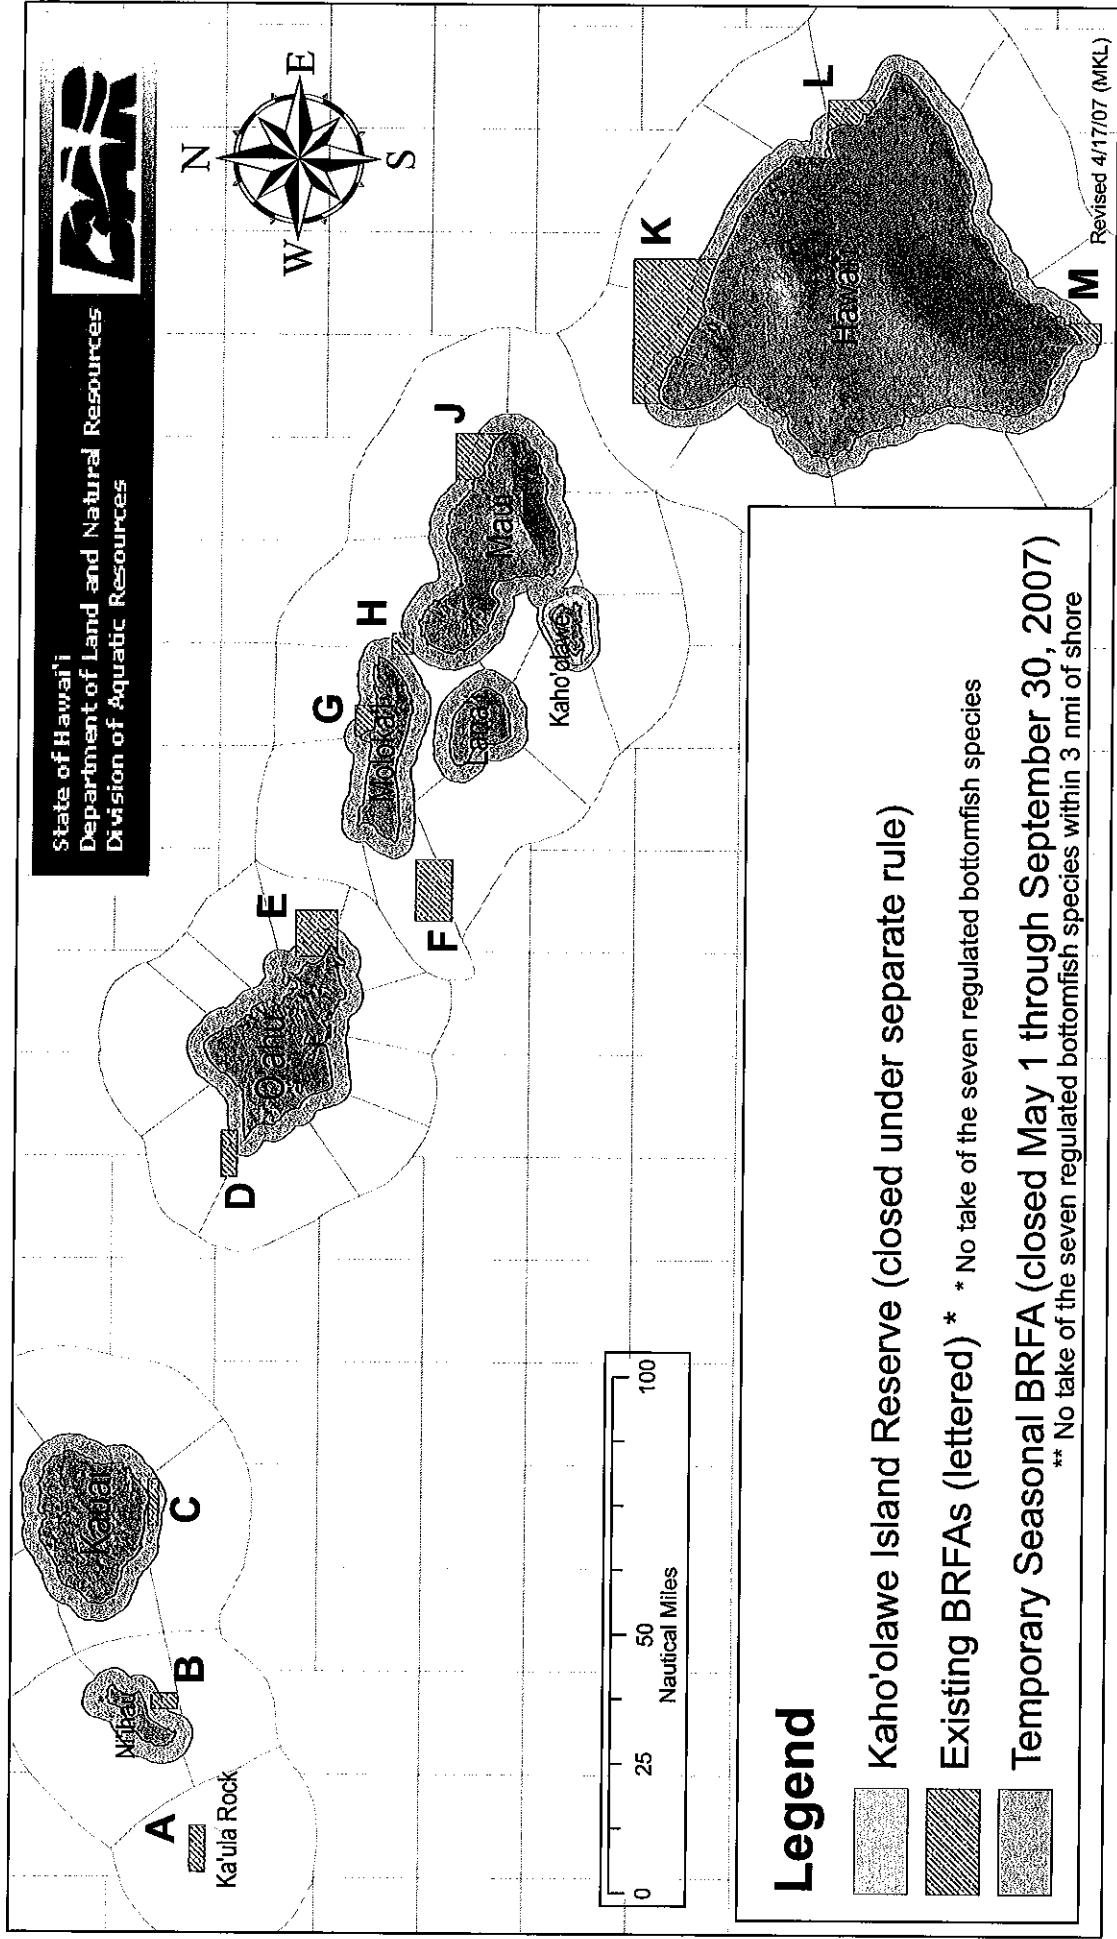 State of Hawai'i
Department of Land and Natural Resources
Division of Aquatic Resources
DAR
N
W
E
S
A
Ka'ula Rock
Ni'ihau
B
Kaua'i
C
D
O'ahu
E
F
G
Moloka'i
H
Lana'i
Kaho'olawe
J
Maui
K
Hawai'i
L
M
0
25
50
100
Nautical Miles
Legend
Kaho'olawe Island Reserve (closed under separate rule)
Existing BRFAs (lettered) * * No take of the seven regulated bottomfish species
Temporary Seasonal BRFA (closed May 1 through September 30, 2007)
** No take of the seven regulated bottomfish species within 3 nmi of shore
Revised 4/17/07 (MKL)